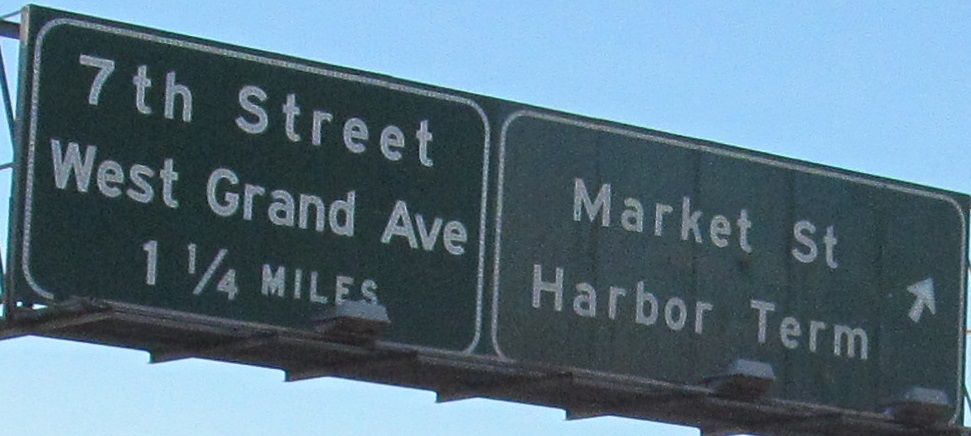 7th Street
West Grand Ave
1 1/4 MILES
Market St
Harbor Term